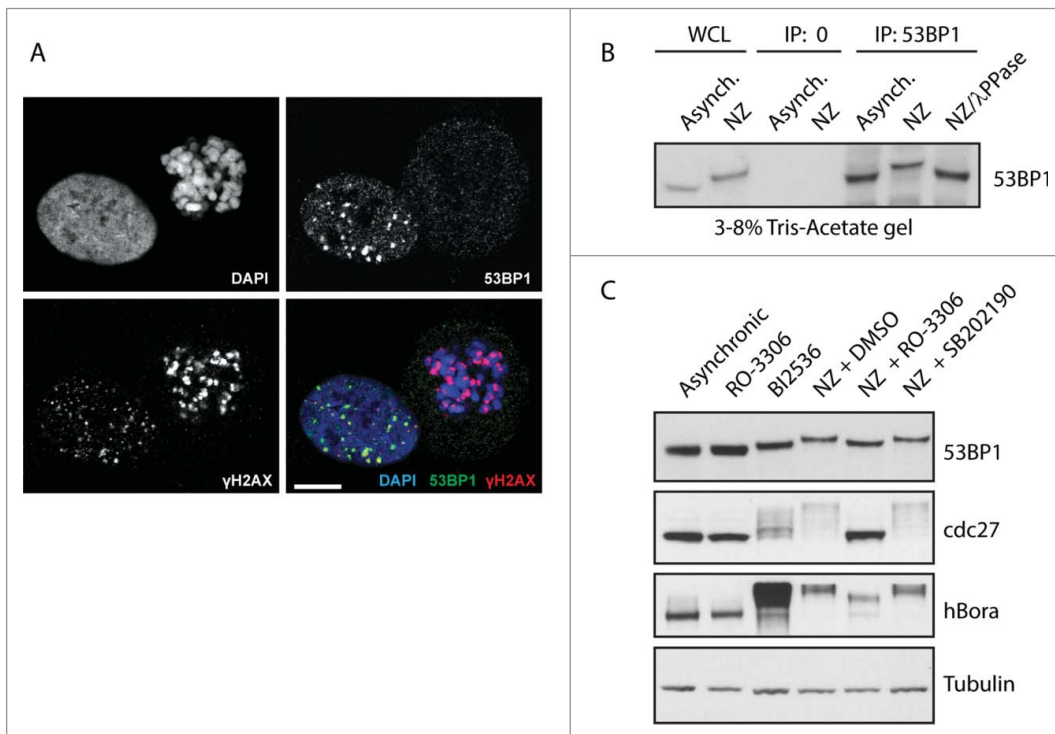 A
DAPI
53BP1
γH2AX
DAPI 53BP1 γH2AX
B
WCL IP: 0 IP: 53BP1
Asynch. NZ Asynch. NZ Asynch. NZ NZ/λPPase
53BP1
3-8% Tris-Acetate gel
C
Asynchronic RO-3306 BI2536 NZ + DMSO NZ + RO-3306 NZ + SB202190
53BP1
cdc27
hBora
Tubulin